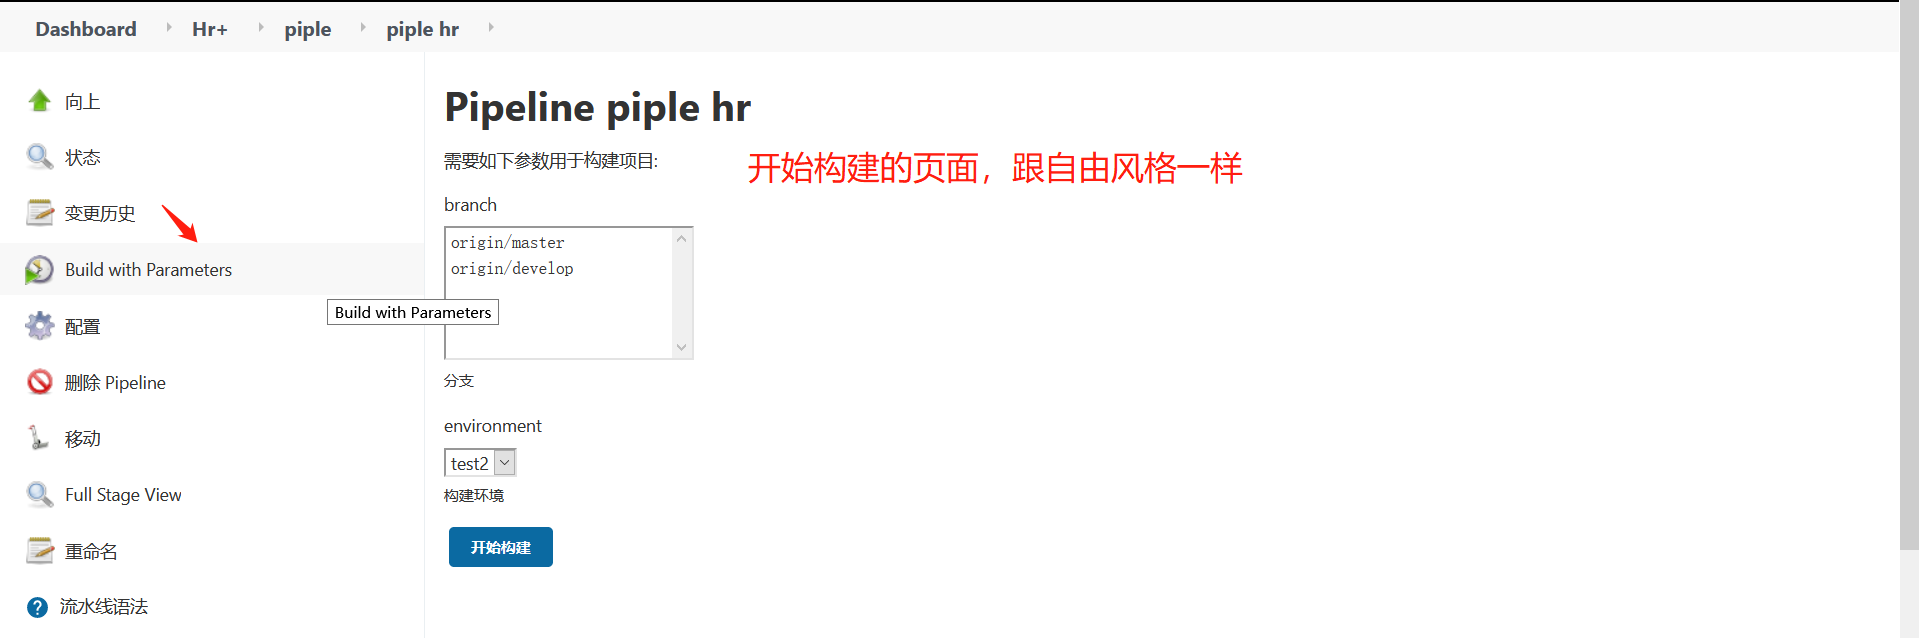 Dashboard Hr+ piple piple hr
向上
状态
变更历史
Build with Parameters
配置
删除 Pipeline
移动
Full Stage View
重命名
流水线语法
Build with Parameters
Pipeline piple hr
需要如下参数用于构建项目:
开始构建的页面，跟自由风格一样
branch
origin/master
origin/develop
分支
environment
test2
构建环境
开始构建